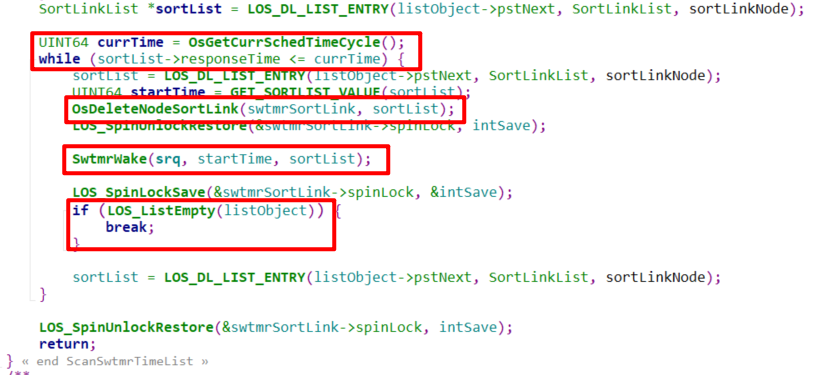 SortLinkList *sortList = LOS_DL_LIST_ENTRY(listObject->pstNext, SortLinkList, sortLinkNode);
UINT64 currTime = OsGetCurrSchedTimeCycle();
while (sortList->responseTime <= currTime) {
sortList = LOS_DL_LIST_ENTRY(listObject->pstNext, SortLinkList, sortLinkNode);
UINT64 startTime = GET_SORTLIST_VALUE(sortList);
OsDeleteNodeSortLink(swtmrSortLink, sortList);
LOS_SpinUnlockRestore(&swtmrSortLink->spinLock, intSave);
SwtmrWake(srq, startTime, sortList);
LOS_SpinLockSave(&swtmrSortLink->spinLock, &intSave);
if (LOS_ListEmpty(listObject)) {
break;
}
sortList = LOS_DL_LIST_ENTRY(listObject->pstNext, SortLinkList, sortLinkNode);
}
LOS_SpinUnlockRestore(&swtmrSortLink->spinLock, intSave);
return;
} « end ScanSwtmrTimeList »
/**